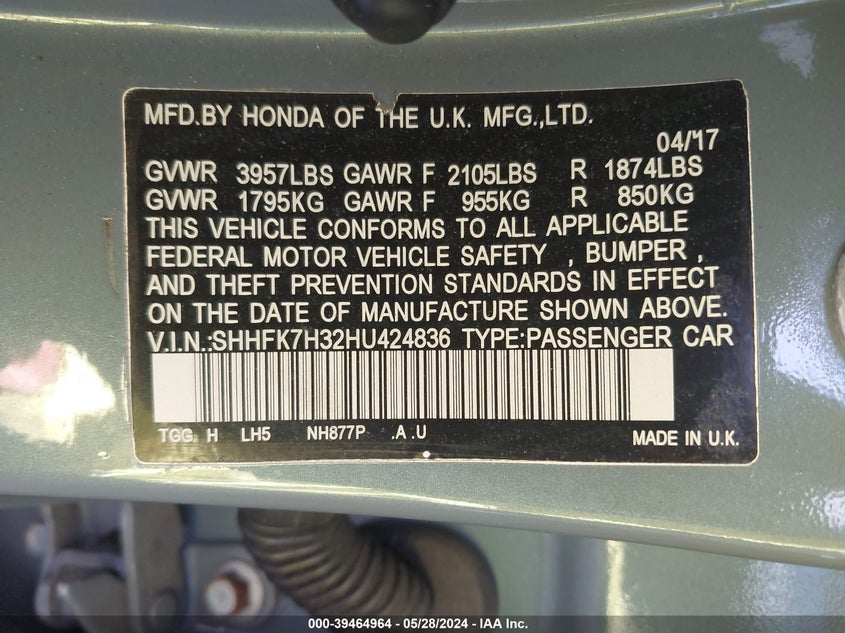 MFD.BY HONDA OF THE U.K. MFG.,LTD.
04/17
GVWR 3957LBS GAWR F 2105LBS R 1874LBS
GVWR 1795KG GAWR F 955KG R 850KG
THIS VEHICLE CONFORMS TO ALL APPLICABLE
FEDERAL MOTOR VEHICLE SAFETY , BUMPER ,
AND THEFT PREVENTION STANDARDS IN EFFECT
ON THE DATE OF MANUFACTURE SHOWN ABOVE.
V.I.N.:SHHFK7H32HU424836 TYPE:PASSENGER CAR
TGG H LH5 NH877P .A .U MADE IN U.K.
000-39464964 - 05/28/2024 - IAA Inc.